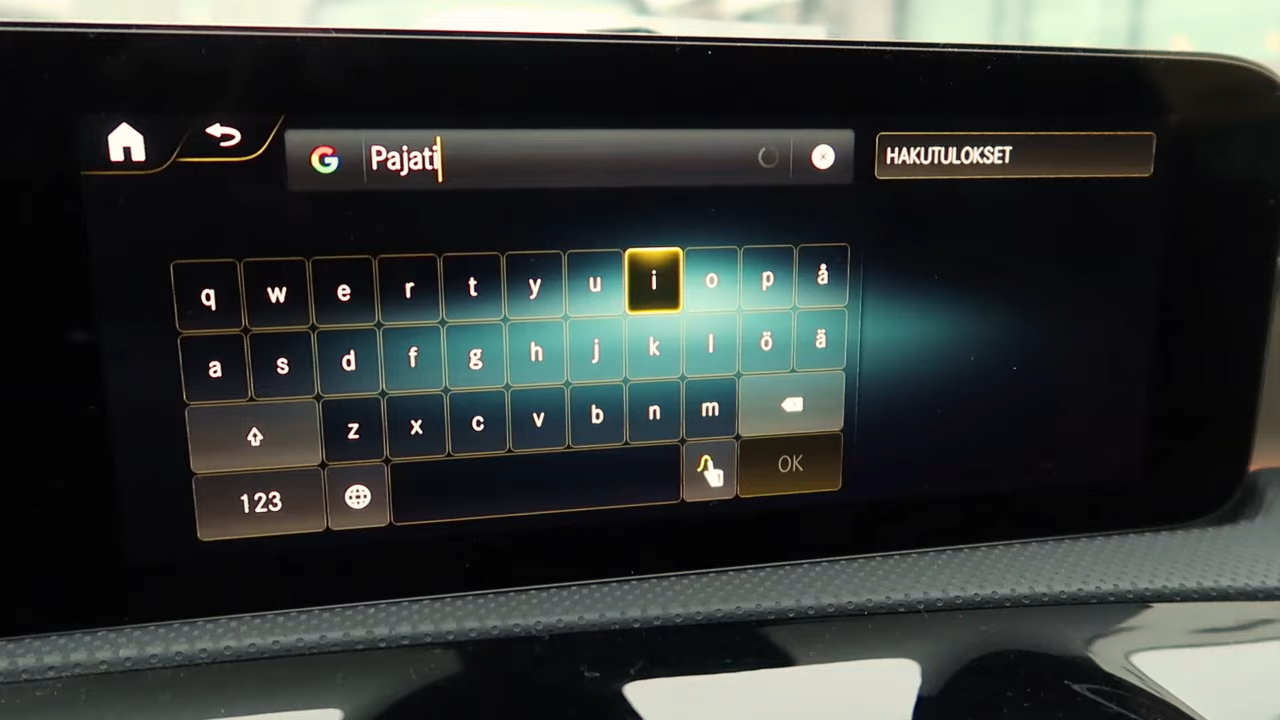 G Pajati HAKUTULOKSET
q w e r t y u i o p å
a s d f g h j k l ö ä
z x c v b n m
123 OK